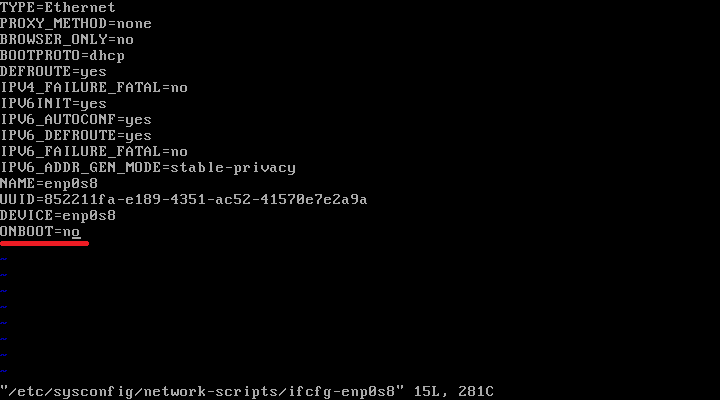 TYPE=Ethernet
PROXY_METHOD=none
BROWSER_ONLY=no
BOOTPROTO=dhcp
DEFROUTE=yes
IPV4_FAILURE_FATAL=no
IPV6INIT=yes
IPV6_AUTOCONF=yes
IPV6_DEFROUTE=yes
IPV6_FAILURE_FATAL=no
IPV6_ADDR_GEN_MODE=stable-privacy
NAME=enp0s8
UUID=852211fa-e189-4351-ac52-41570e7e2a9a
DEVICE=enp0s8
ONBOOT=no
~
~
~
~
~
~
~
~
"/etc/sysconfig/network-scripts/ifcfg-enp0s8" 15L, 281C